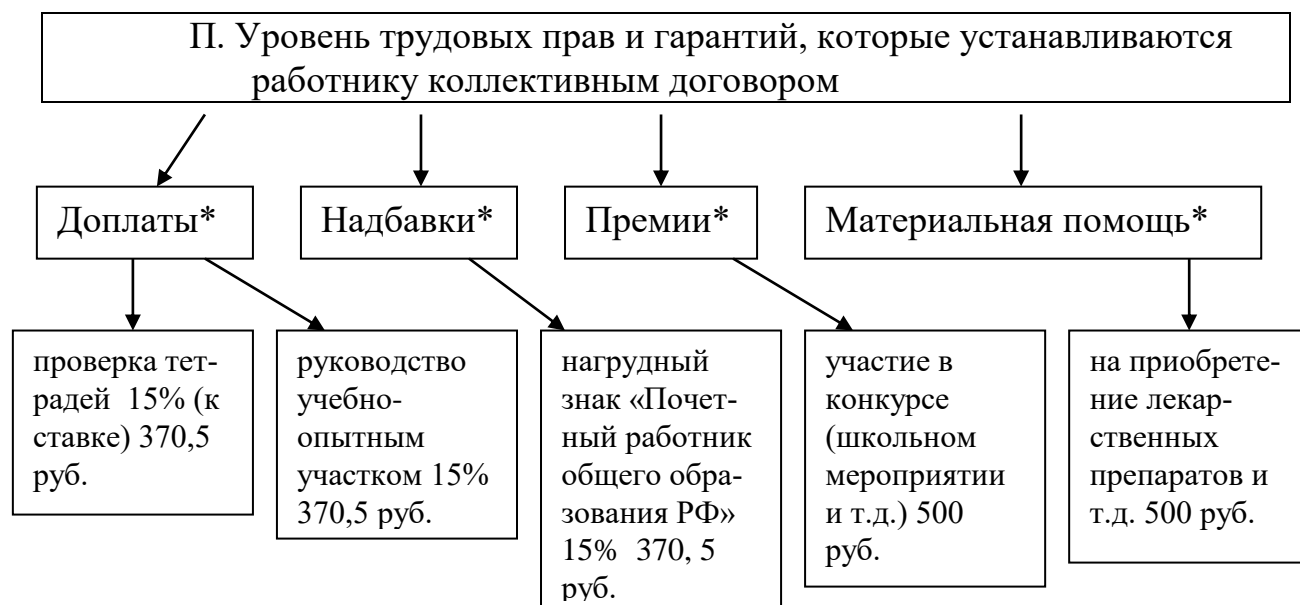 П. Уровень трудовых прав и гарантий, которые устанавливаются
работнику коллективным договором
Доплаты*
Надбавки*
Премии*
Материальная помощь*
проверка тет-
радей 15% (к
ставке) 370,5
руб.
руководство
учебно-
опытным
участком 15%
370,5 руб.
нагрудный
знак «Почет-
ный работник
общего обра-
зования РФ»
15% 370, 5
руб.
участие в
конкурсе
(школьном
мероприятии
и т.д.) 500
руб.
на приобрете-
ние лекар-
ственных
препаратов и
т.д. 500 руб.